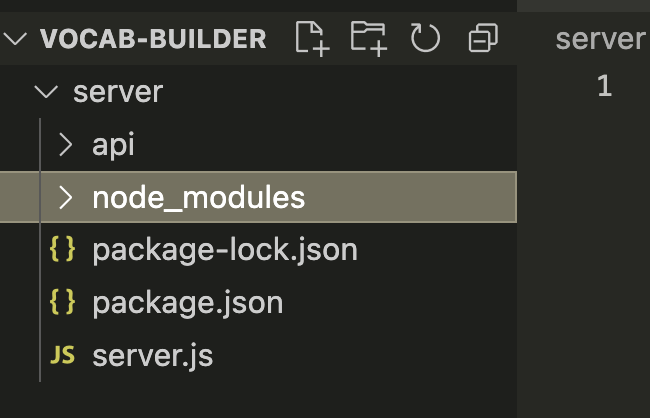 VOCAB-BUILDER
server
server
1
api
node_modules
{} package-lock.json
{} package.json
JS server.js